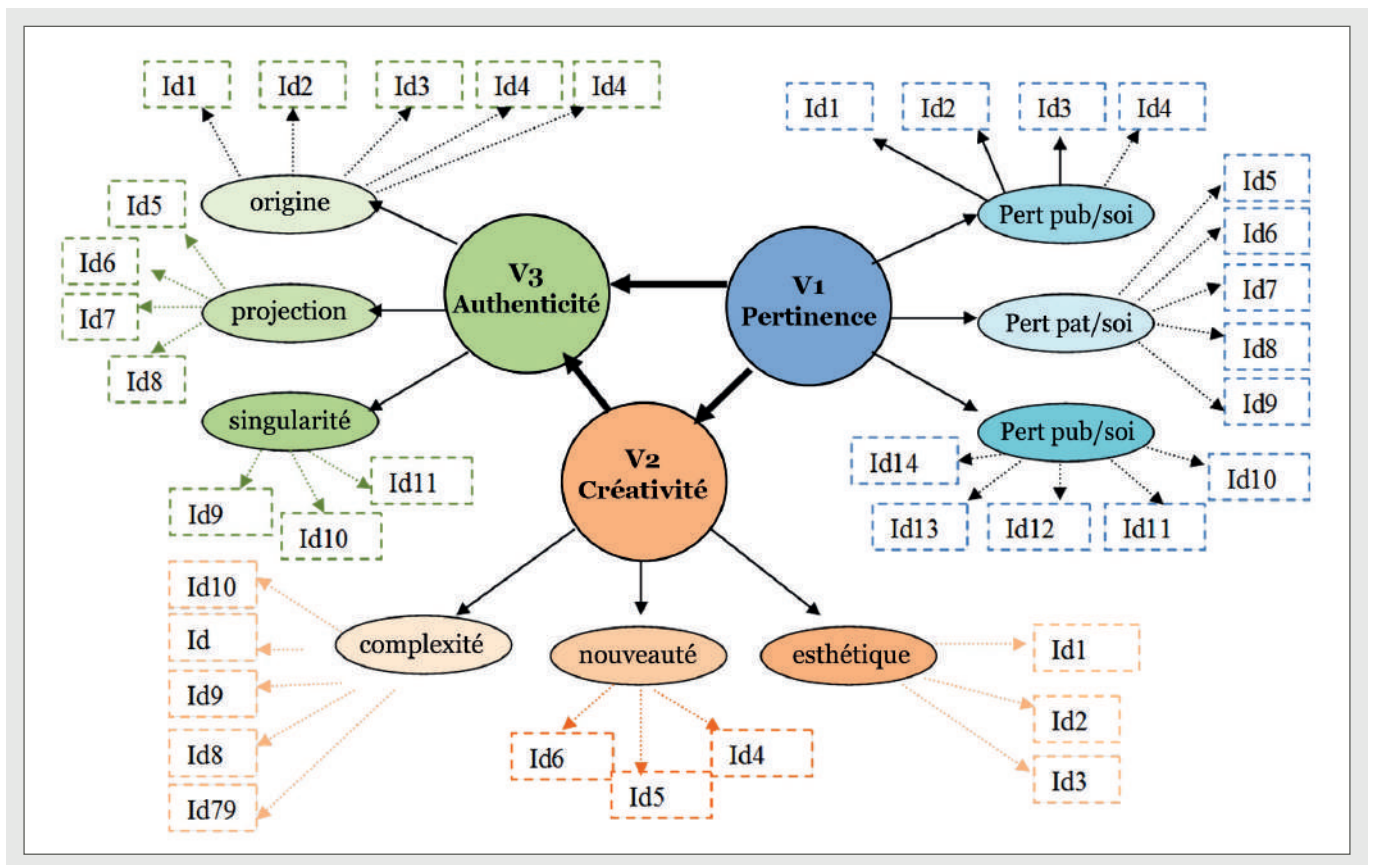 Id1
Id2
Id3
Id4
Id4
origine
Id5
Id6
Id7
Id8
projection
singularité
Id9
Id10
Id11
V3
Authenticité
V1
Pertinence
V2
Créativité
Id1
Id2
Id3
Id4
Pert pub/soi
Id5
Id6
Id7
Id8
Id9
Pert pat/soi
Pert pub/soi
Id14
Id13
Id12
Id11
Id10
Id10
Id
Id9
Id8
Id79
complexité
nouveauté
esthétique
Id6
Id5
Id4
Id1
Id2
Id3